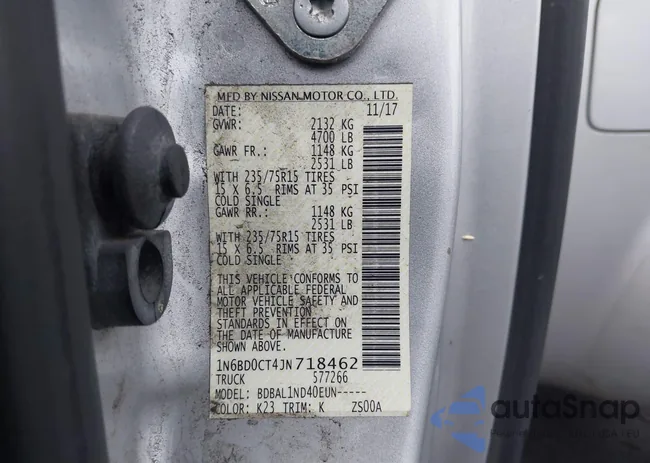 MFD BY NISSAN MOTOR CO., LTD.
DATE: 11/17
GVWR: 2132 KG
4700 LB
GAWR FR.: 1148 KG
2531 LB
WITH 235/75R15 TIRES
15 X 6.5 RIMS AT 35 PSI
COLD SINGLE
GAWR RR.: 1148 KG
2531 LB
WITH 235/75R15 TIRES
15 X 6.5 RIMS AT 35 PSI
COLD SINGLE
THIS VEHICLE CONFORMS TO
ALL APPLICABLE FEDERAL
MOTOR VEHICLE SAFETY AND
THEFT PREVENTION
STANDARDS IN EFFECT ON
THE DATE OF MANUFACTURE
SHOWN ABOVE.
1N6BD0CT4JN718462
TRUCK 577266
MODEL: BDBAL1ND40EUN-----
COLOR: K23 TRIM: K ZS00A
autoSnap